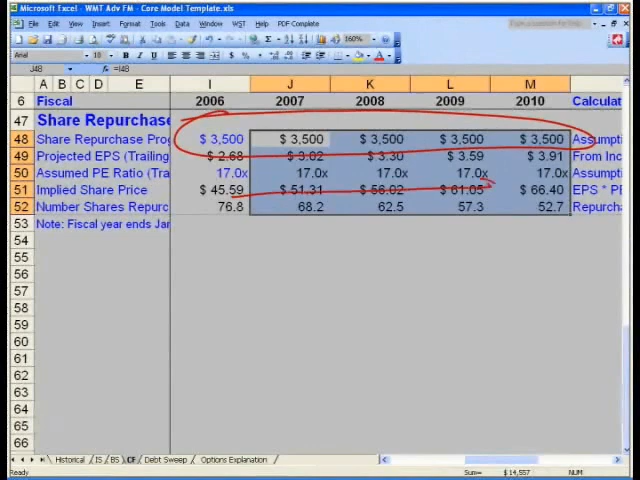 Microsoft Excel - WMT Adv FM - Core Model Template.xls
File Edit View Insert Format Tools Data Window WST Help PDF Complete
160%
Arial 10 B I U
J48 =I48
A B C D E I J K L M
6 Fiscal 2006 2007 2008 2009 2010 Calculat
47 Share Repurchase
48 Share Repurchase Prog $ 3,500 $ 3,500 $ 3,500 $ 3,500 $ 3,500 Assumpti
49 Projected EPS (Trailing $ 2.68 $ 3.02 $ 3.30 $ 3.59 $ 3.91 From Inc
50 Assumed PE Ratio (Tra 17.0x 17.0x 17.0x 17.0x 17.0x Assumpti
51 Implied Share Price $ 45.59 $ 51.31 $ 56.02 $ 61.05 $ 66.40 EPS * PE
52 Number Shares Repurc 76.8 68.2 62.5 57.3 52.7 Repurcha
53 Note: Fiscal year ends Jan
54
55
56
57
58
59
60
61
62
63
64
65
66
Historical IS BS CF Debt Sweep Options Explanation
Ready Sum= $ 14,557 NUM